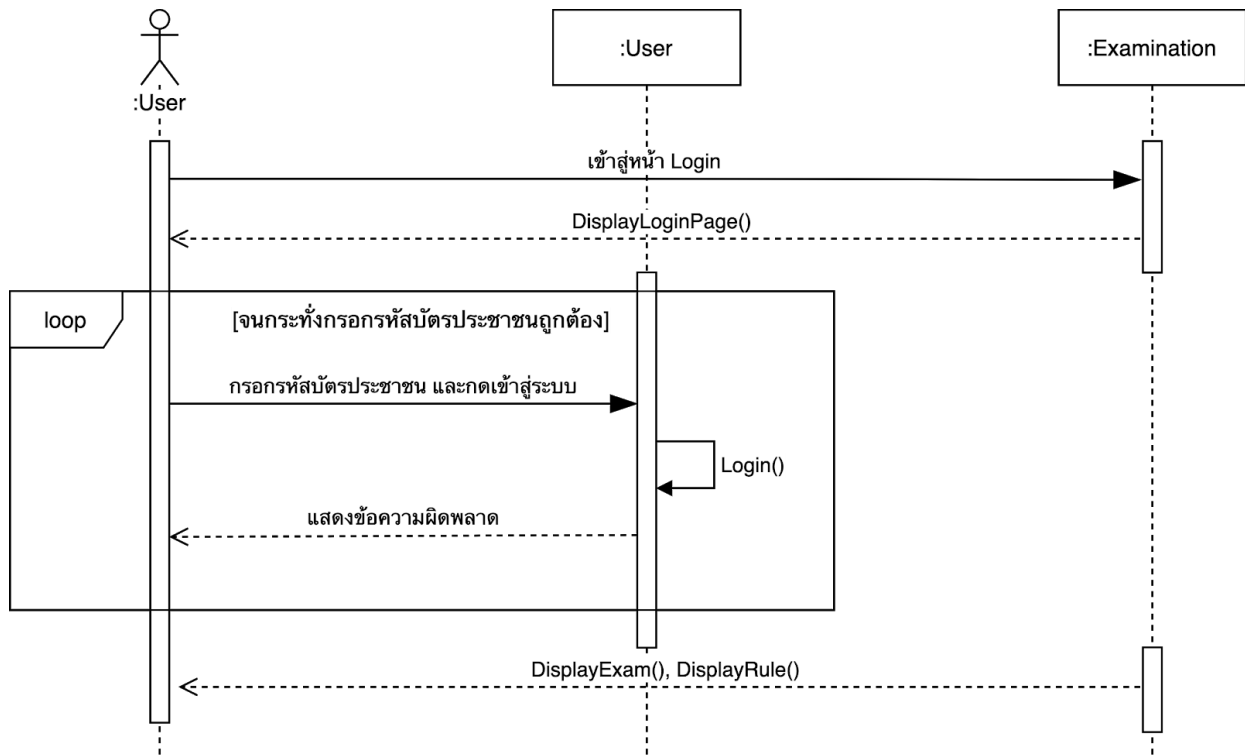 :User
:User
:Examination
เข้าสู่หน้า Login
DisplayLoginPage()
loop
[จนกระทั่งกรอกรหัสบัตรประชาชนถูกต้อง]
กรอกรหัสบัตรประชาชน และกดเข้าสู่ระบบ
Login()
แสดงข้อความผิดพลาด
DisplayExam(), DisplayRule()